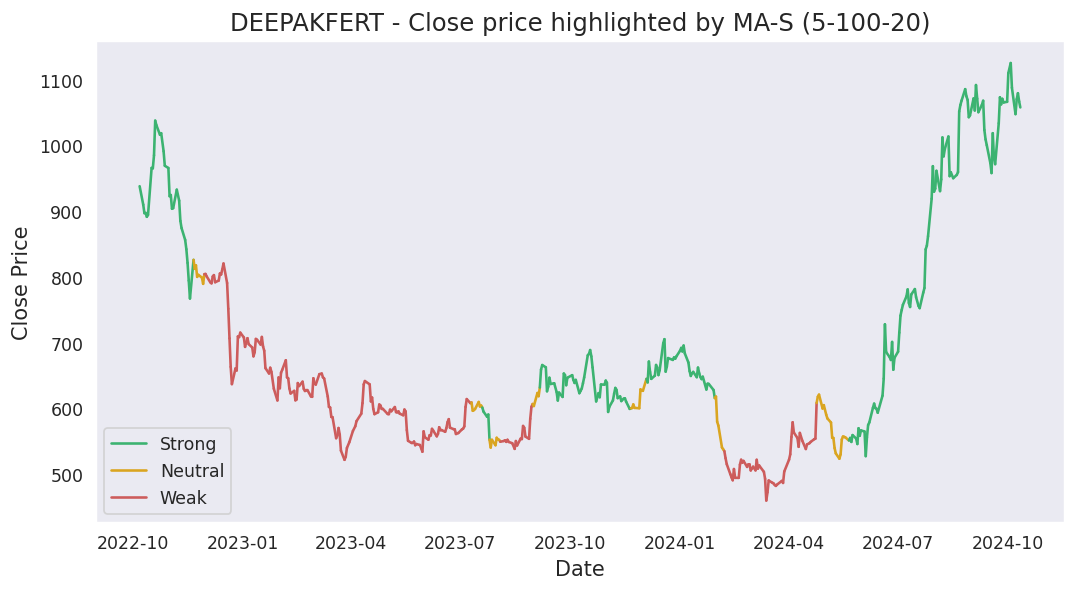 DEEPAKFERT - Close price highlighted by MA-S (5-100-20)
Close Price
1100
1000
900
800
700
600
500
Strong
Neutral
Weak
2022-10 2023-01 2023-04 2023-07 2023-10 2024-01 2024-04 2024-07 2024-10
Date